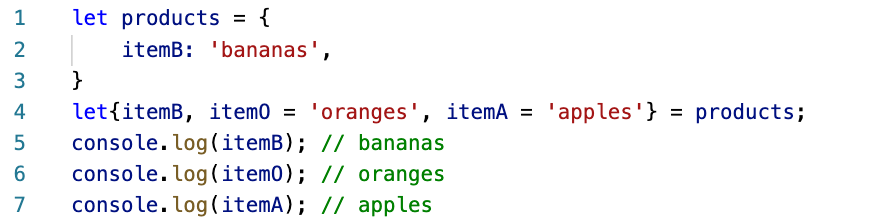 1 let products = {
2     itemB: 'bananas',
3 }
4 let{itemB, itemO = 'oranges', itemA = 'apples'} = products;
5 console.log(itemB); // bananas
6 console.log(itemO); // oranges
7 console.log(itemA); // apples